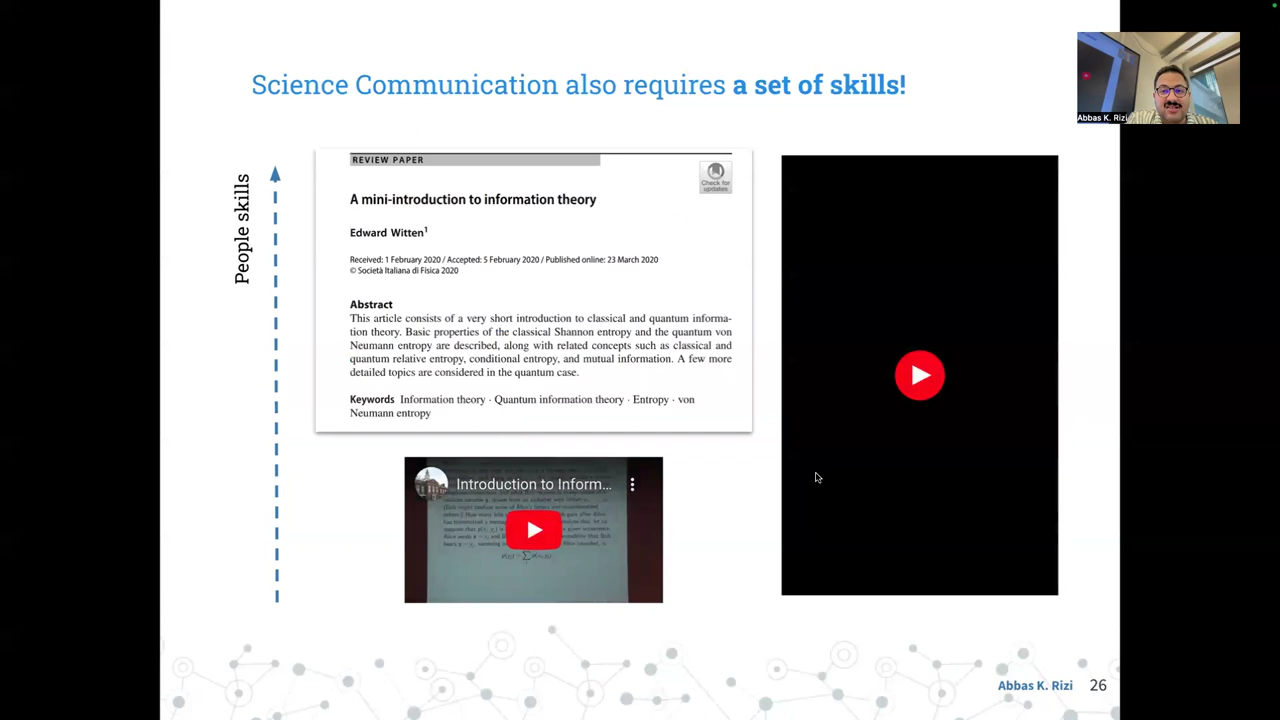 Science Communication also requires a set of skills!
Abbas K. Rizi
People skills
REVIEW PAPER
Check for
updates
A mini-introduction to information theory
Edward Witten1
Received: 1 February 2020 / Accepted: 5 February 2020 / Published online: 23 March 2020
© Società Italiana di Fisica 2020
Abstract
This article consists of a very short introduction to classical and quantum informa-
tion theory. Basic properties of the classical Shannon entropy and the quantum von
Neumann entropy are described, along with related concepts such as classical and
quantum relative entropy, conditional entropy, and mutual information. A few more
detailed topics are considered in the quantum case.
Keywords Information theory · Quantum information theory · Entropy · von
Neumann entropy
Introduction to Inform...
Abbas K. Rizi 26